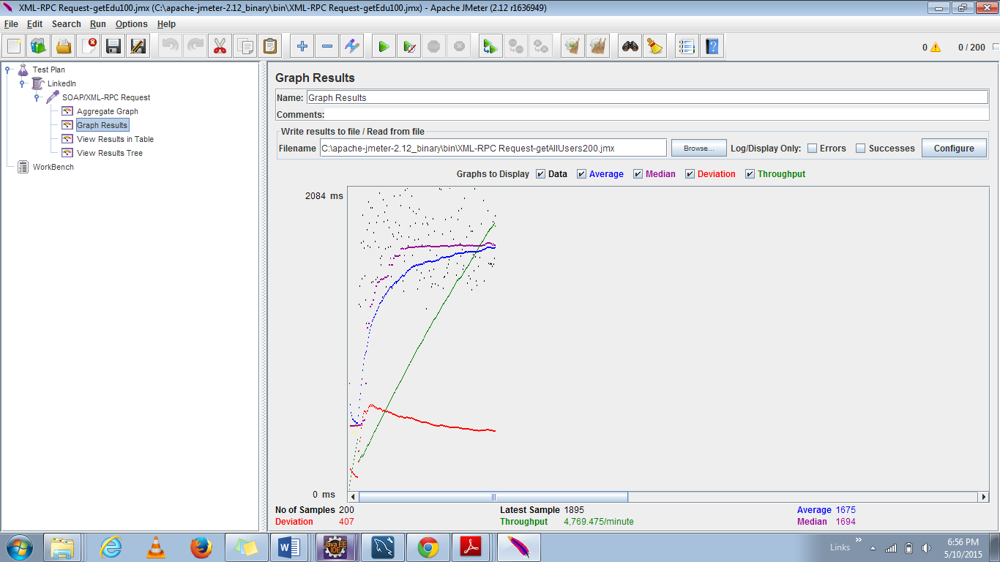 XML-RPC Request-getEdu100.jmx (C:\apache-jmeter-2.12_binary\bin\XML-RPC Request-getEdu100.jmx) - Apache JMeter (2.12 r1636949)
File Edit Search Run Options Help
0 0 / 200
Test Plan
LinkedIn
SOAP/XML-RPC Request
Aggregate Graph
Graph Results
View Results in Table
View Results Tree
WorkBench
Graph Results
Name: Graph Results
Comments:
Write results to file / Read from file
Filename C:\apache-jmeter-2.12_binary\bin\XML-RPC Request-getAllUsers200.jmx Browse... Log/Display Only: Errors Successes Configure
Graphs to Display Data Average Median Deviation Throughput
2084 ms
0 ms
No of Samples 200 Latest Sample 1895 Average 1675
Deviation 407 Throughput 4,769.475/minute Median 1694
Java EE IDE
Links
6:56 PM
5/10/2015